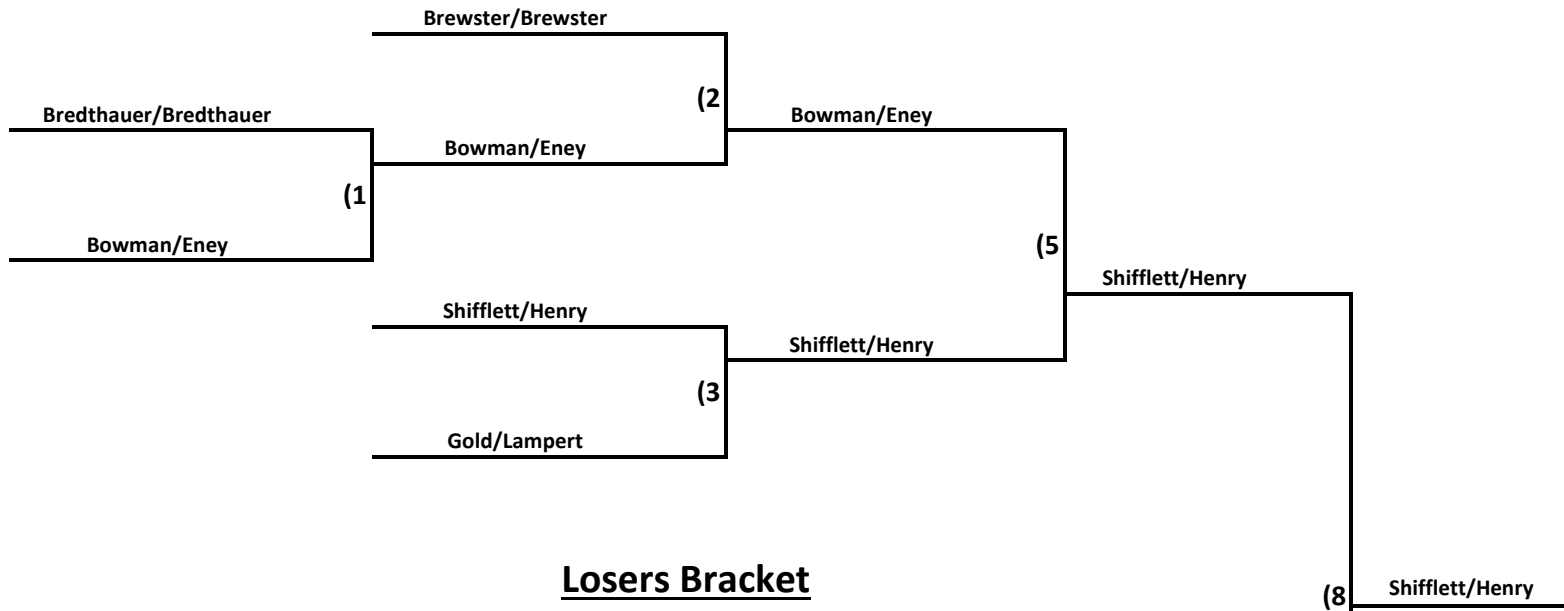 Brewster/Brewster
(2
Bredthauer/Bredthauer
Bowman/Eney
Bowman/Eney
(1
Bowman/Eney
(5
Shifflett/Henry
Shifflett/Henry
Shifflett/Henry
(3
Gold/Lampert
Losers Bracket
(8
Shifflett/Henry